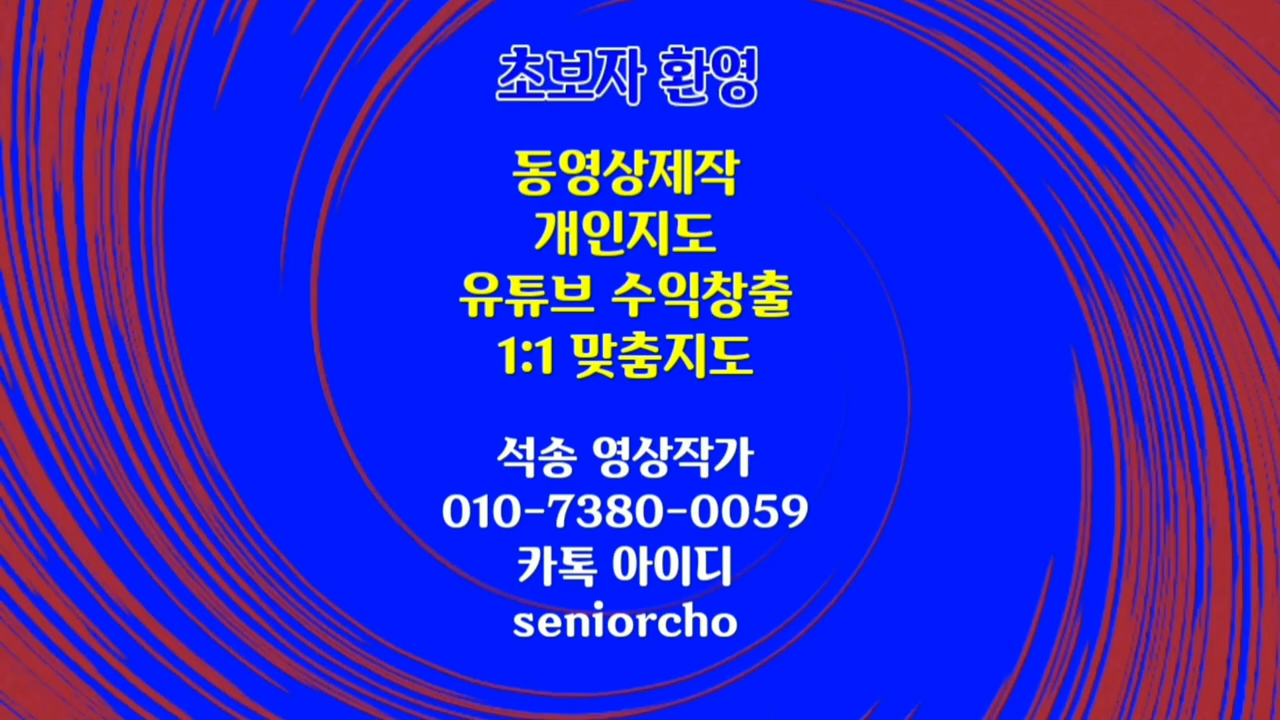 초보자 환영
동영상제작
개인지도
유튜브 수익창출
1:1 맞춤지도
석송 영상작가
010-7380-0059
카톡 아이디
seniorcho